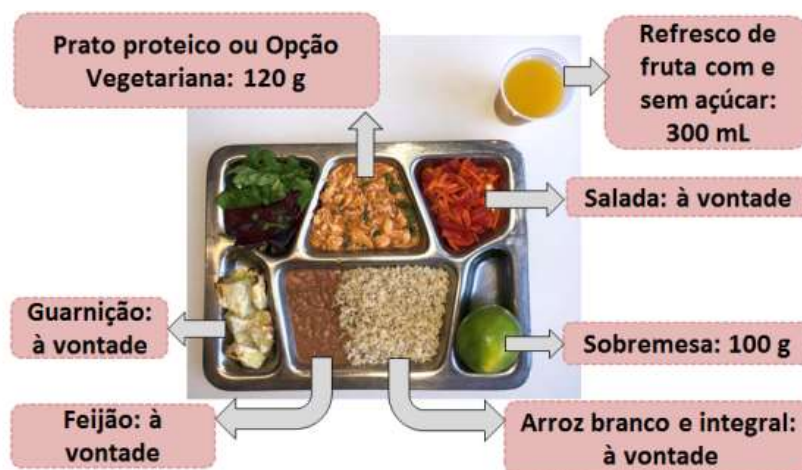 Prato proteico ou Opção
Vegetariana: 120 g
Refresco de
fruta com e
sem açúcar:
300 mL
Salada: à vontade
Guarnição:
à vontade
Sobremesa: 100 g
Feijão: à
vontade
Arroz branco e integral:
à vontade